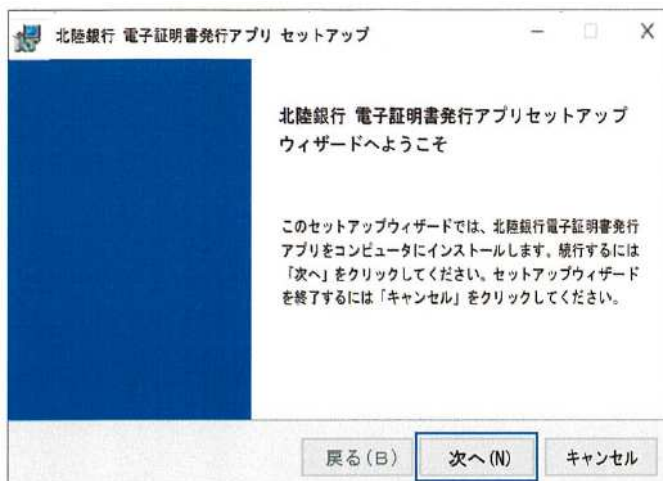 北陸銀行 電子証明書発行アプリ セットアップ
北陸銀行 電子証明書発行アプリセットアップ
ウィザードへようこそ
このセットアップウィザードでは、北陸銀行電子証明書発行
アプリをコンピュータにインストールします。続行するには
「次へ」をクリックしてください。セットアップウィザード
を終了するには「キャンセル」をクリックしてください。
戻る(B) 次へ(N) キャンセル